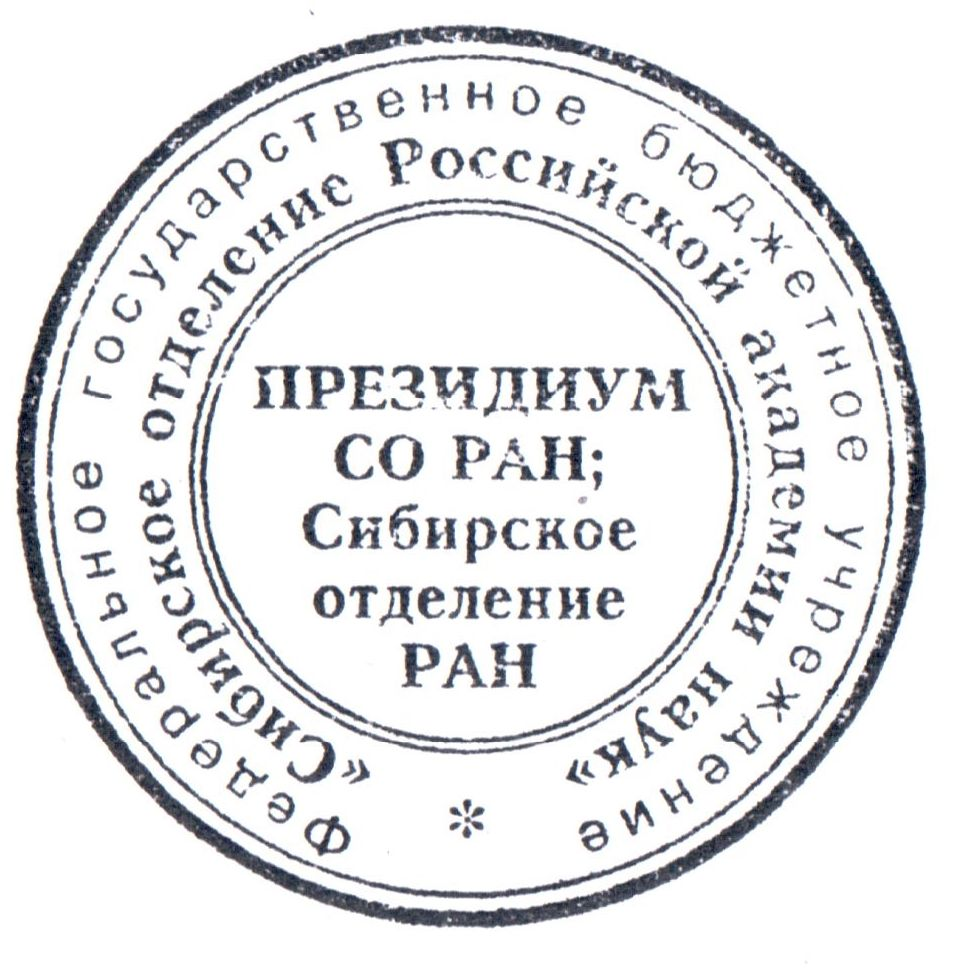 Федеральное государственное бюджетное учреждение
«Сибирское отделение Российской академии наук»
*
ПРЕЗИДИУМ
СО РАН;
Сибирское
отделение
РАН